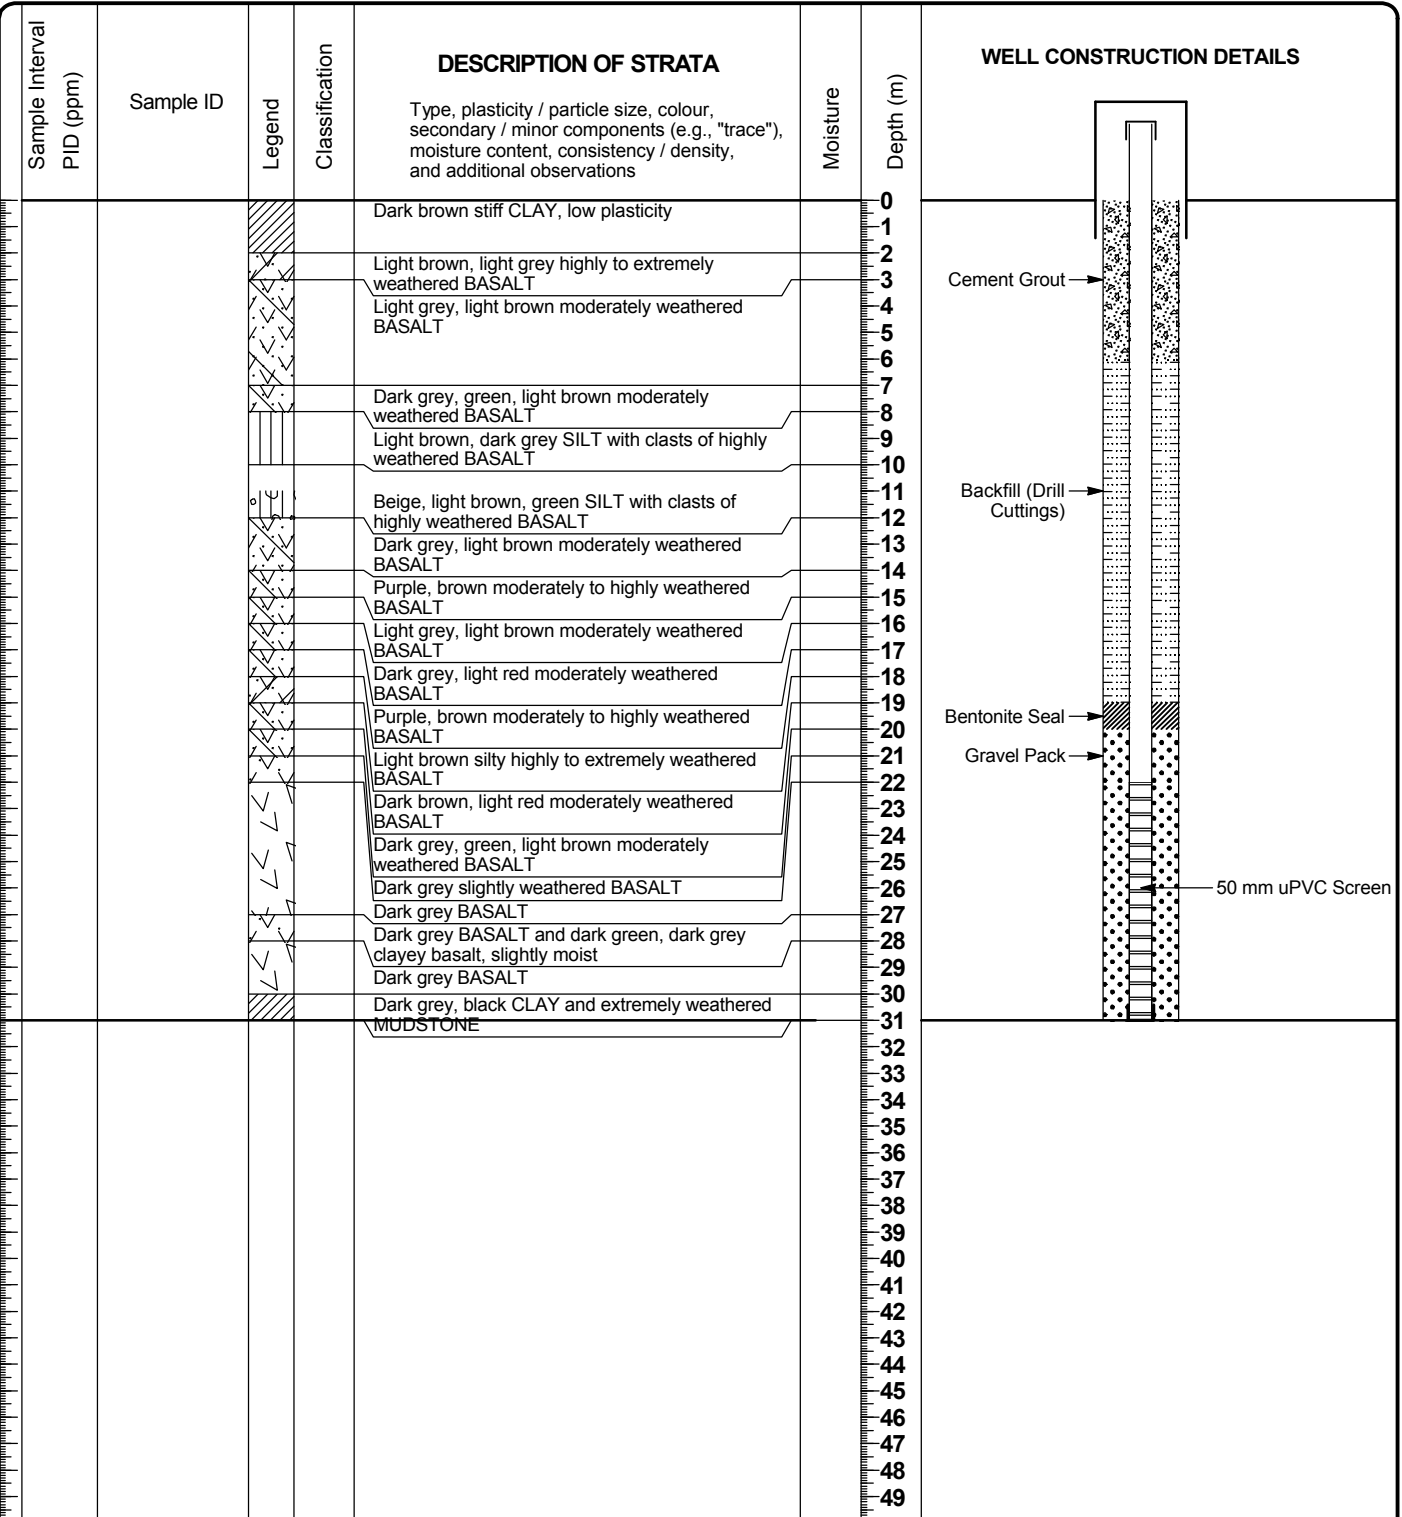 Sample Interval
PID (ppm)
Sample ID
Legend
Classification
DESCRIPTION OF STRATA
Type, plasticity / particle size, colour,
secondary / minor components (e.g., "trace"),
moisture content, consistency / density,
and additional observations
Moisture
Depth (m)
WELL CONSTRUCTION DETAILS
Dark brown stiff CLAY, low plasticity
Light brown, light grey highly to extremely
weathered BASALT
Light grey, light brown moderately weathered
BASALT
Dark grey, green, light brown moderately
weathered BASALT
Light brown, dark grey SILT with clasts of highly
weathered BASALT
Beige, light brown, green SILT with clasts of
highly weathered BASALT
Dark grey, light brown moderately weathered
BASALT
Purple, brown moderately to highly weathered
BASALT
Light grey, light brown moderately weathered
BASALT
Dark grey, light red moderately weathered
BASALT
Purple, brown moderately to highly weathered
BASALT
Light brown silty highly to extremely weathered
BASALT
Dark brown, light red moderately weathered
BASALT
Dark grey, green, light brown moderately
weathered BASALT
Dark grey slightly weathered BASALT
Dark grey BASALT
Dark grey BASALT and dark green, dark grey
clayey basalt, slightly moist
Dark grey BASALT
Dark grey, black CLAY and extremely weathered
MUDSTONE
0
1
2
3
4
5
6
7
8
9
10
11
12
13
14
15
16
17
18
19
20
21
22
23
24
25
26
27
28
29
30
31
32
33
34
35
36
37
38
39
40
41
42
43
44
45
46
47
48
49
Cement Grout
Backfill (Drill
Cuttings)
Bentonite Seal
Gravel Pack
50 mm uPVC Screen